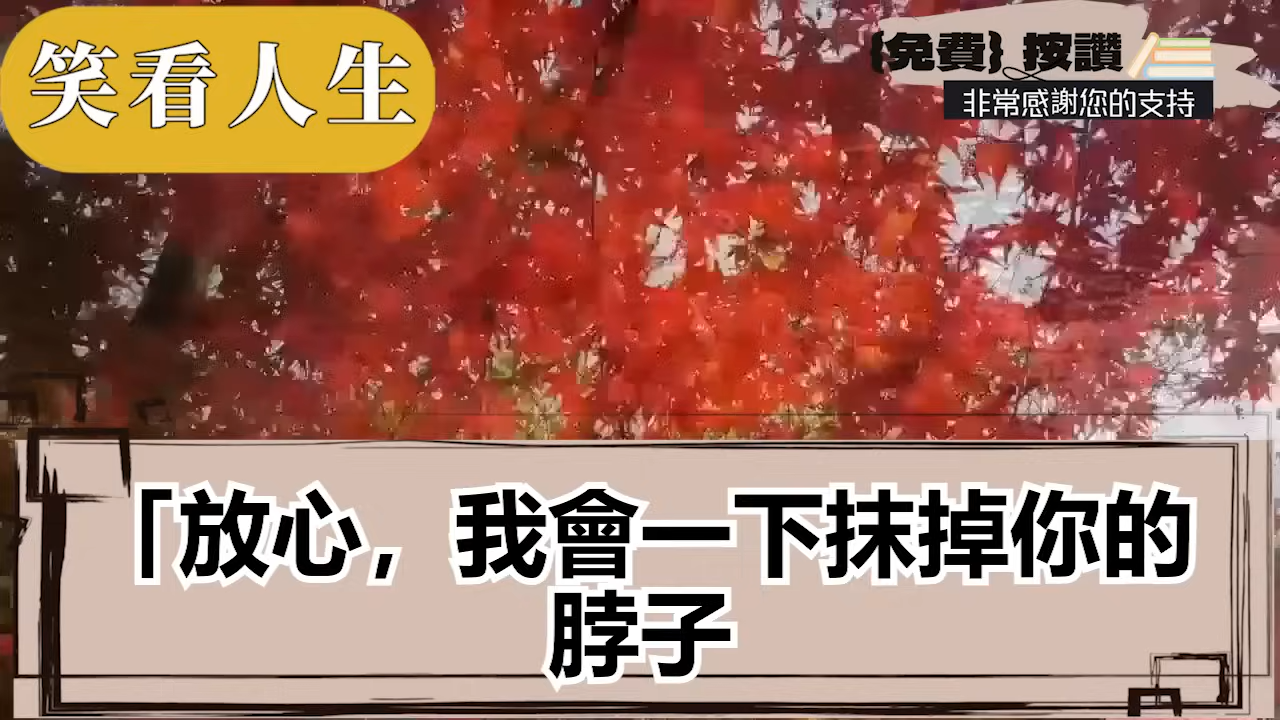 笑看人生
{免費} 按讚
非常感謝您的支持
「放心，我會一下抹掉你的
脖子